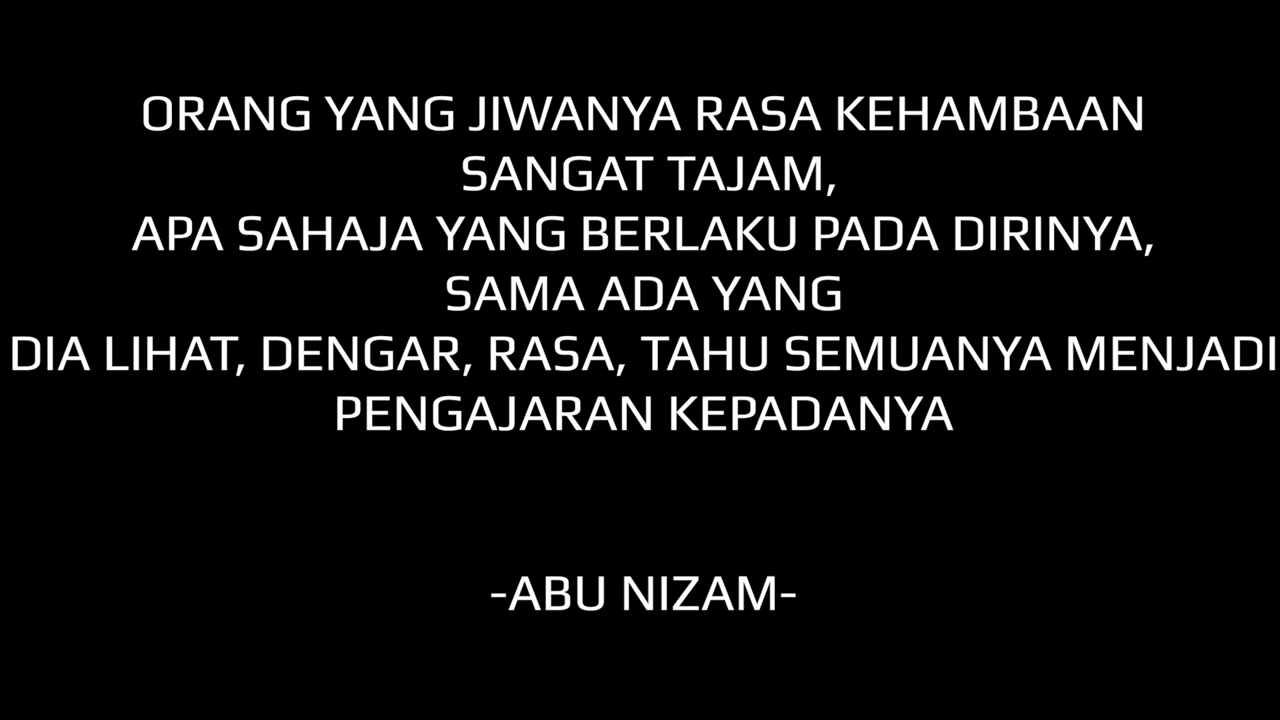 ORANG YANG JIWANYA RASA KEHAMBAAN
SANGAT TAJAM,
APA SAHAJA YANG BERLAKU PADA DIRINYA,
SAMA ADA YANG
DIA LIHAT, DENGAR, RASA, TAHU SEMUANYA MENJADI
PENGAJARAN KEPADANYA
-ABU NIZAM-